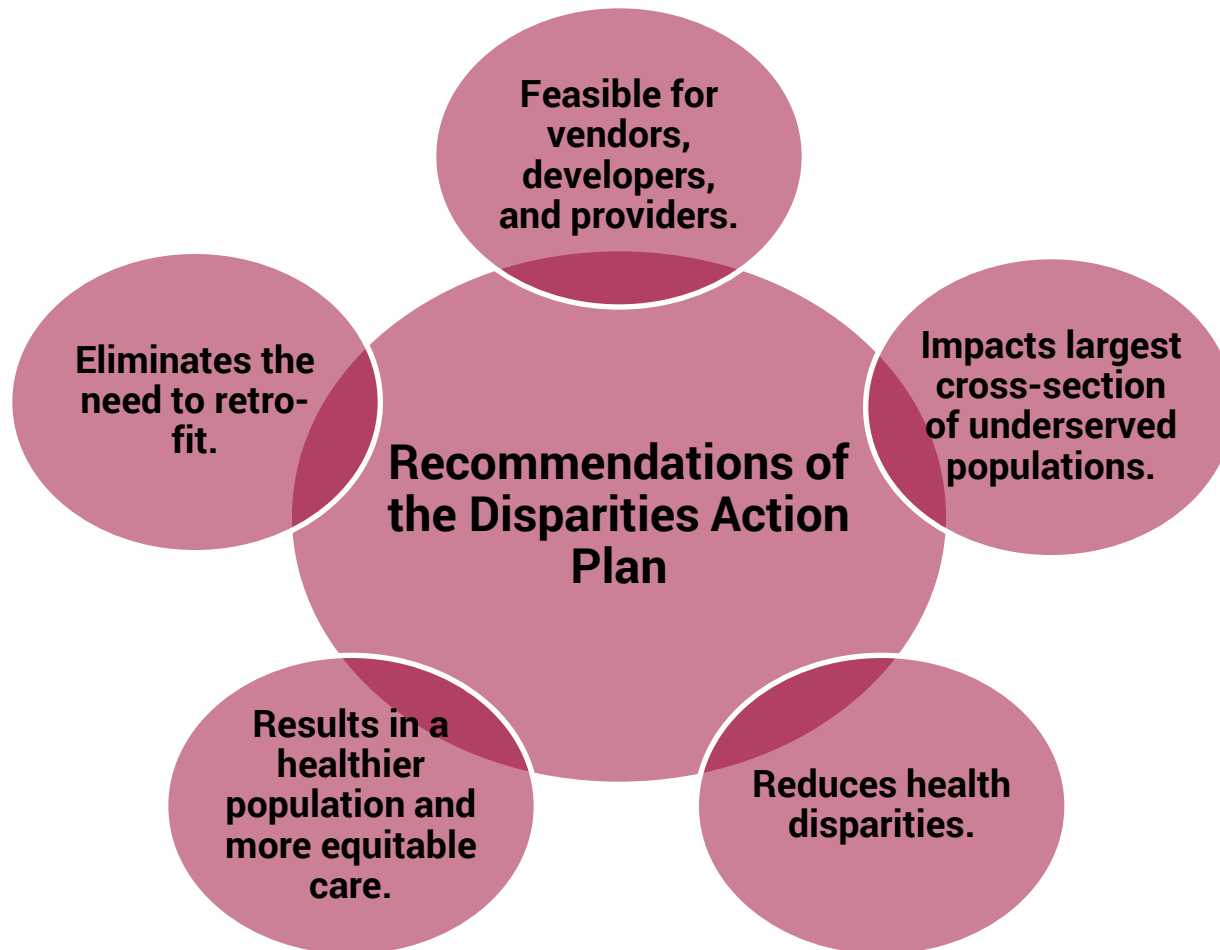 Feasible for
vendors,
developers,
and providers.
Impacts largest
cross-section
of underserved
populations.
Eliminates the
need to retro-
fit.
Recommendations of
the Disparities Action
Plan
Results in a
healthier
population and
more equitable
care.
Reduces health
disparities.